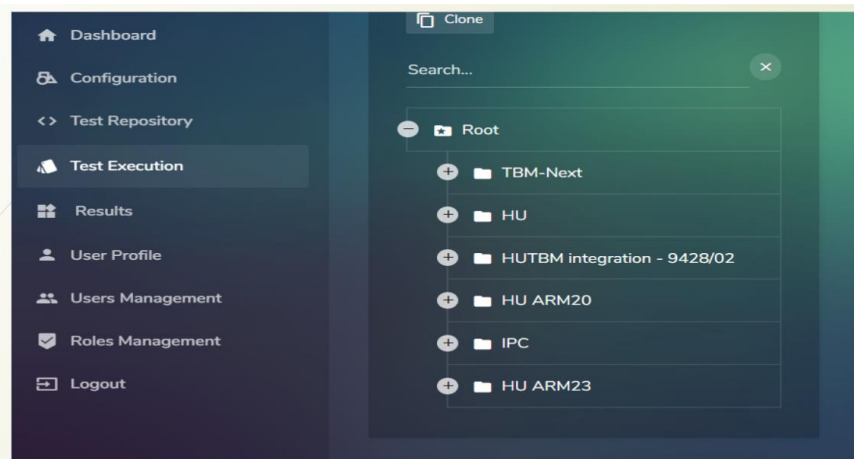 Dashboard
Configuration
Test Repository
Test Execution
Results
User Profile
Users Management
Roles Management
Logout
Clone
Search...
Root
TBM-Next
HU
HUTBM integration - 9428/02
HU ARM20
IPC
HU ARM23